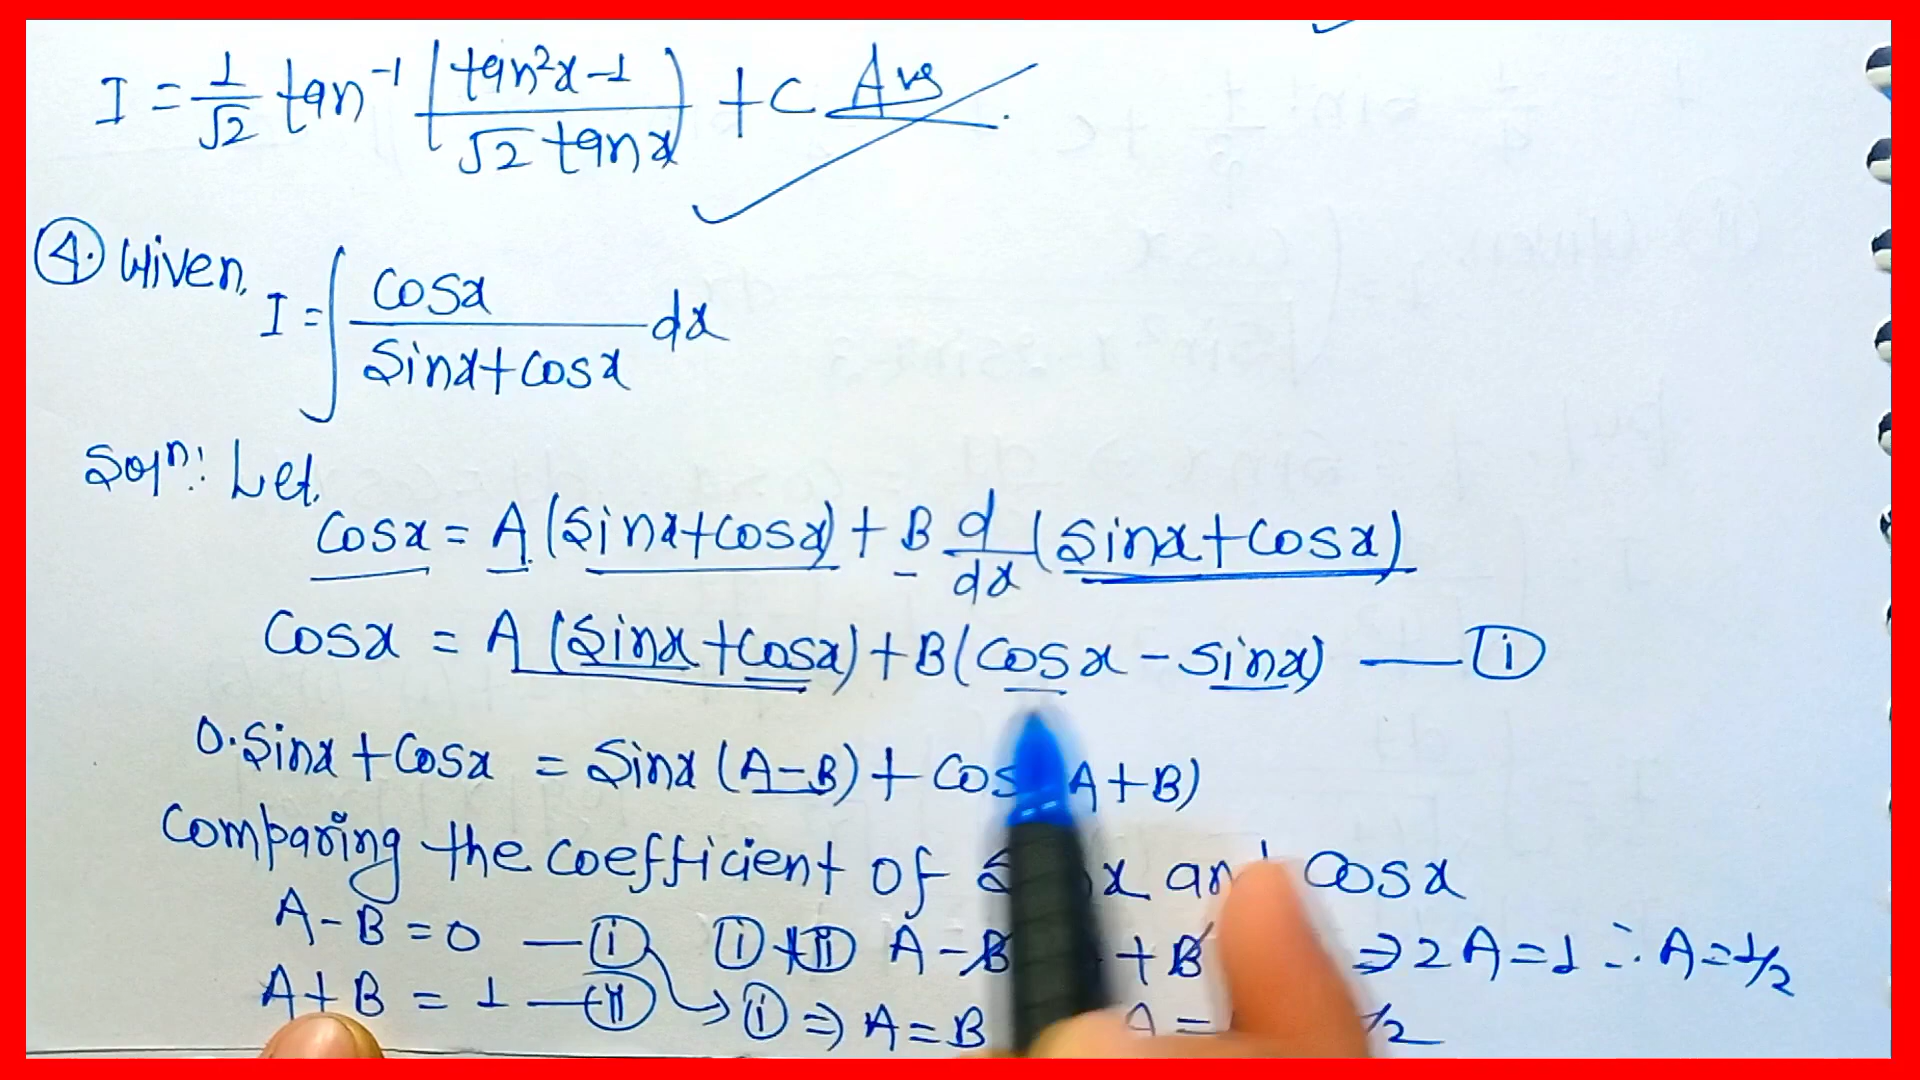 I = 1/√2 tan⁻¹ (tan²x-1 / √2 tanx) + C Ans
④. Given, I = ∫ cosx / (sinx+cosx) dx
Solⁿ: Let,
cosx = A (sinx+cosx) + B d/dx (sinx+cosx)
cosx = A (sinx+cosx) + B (cosx - sinx) — ⓘ
0.sinx + cosx = sinx (A-B) + cos A+B)
comparing the coefficient of x and cosx
A-B = 0 — ⓘ ⓘ+ⓘⓘ A-B +B ⇒ 2A=1 ∴ A=1/2
A+B = 1 — ⓘⓘ → ⓘ ⇒ A=B A= /2